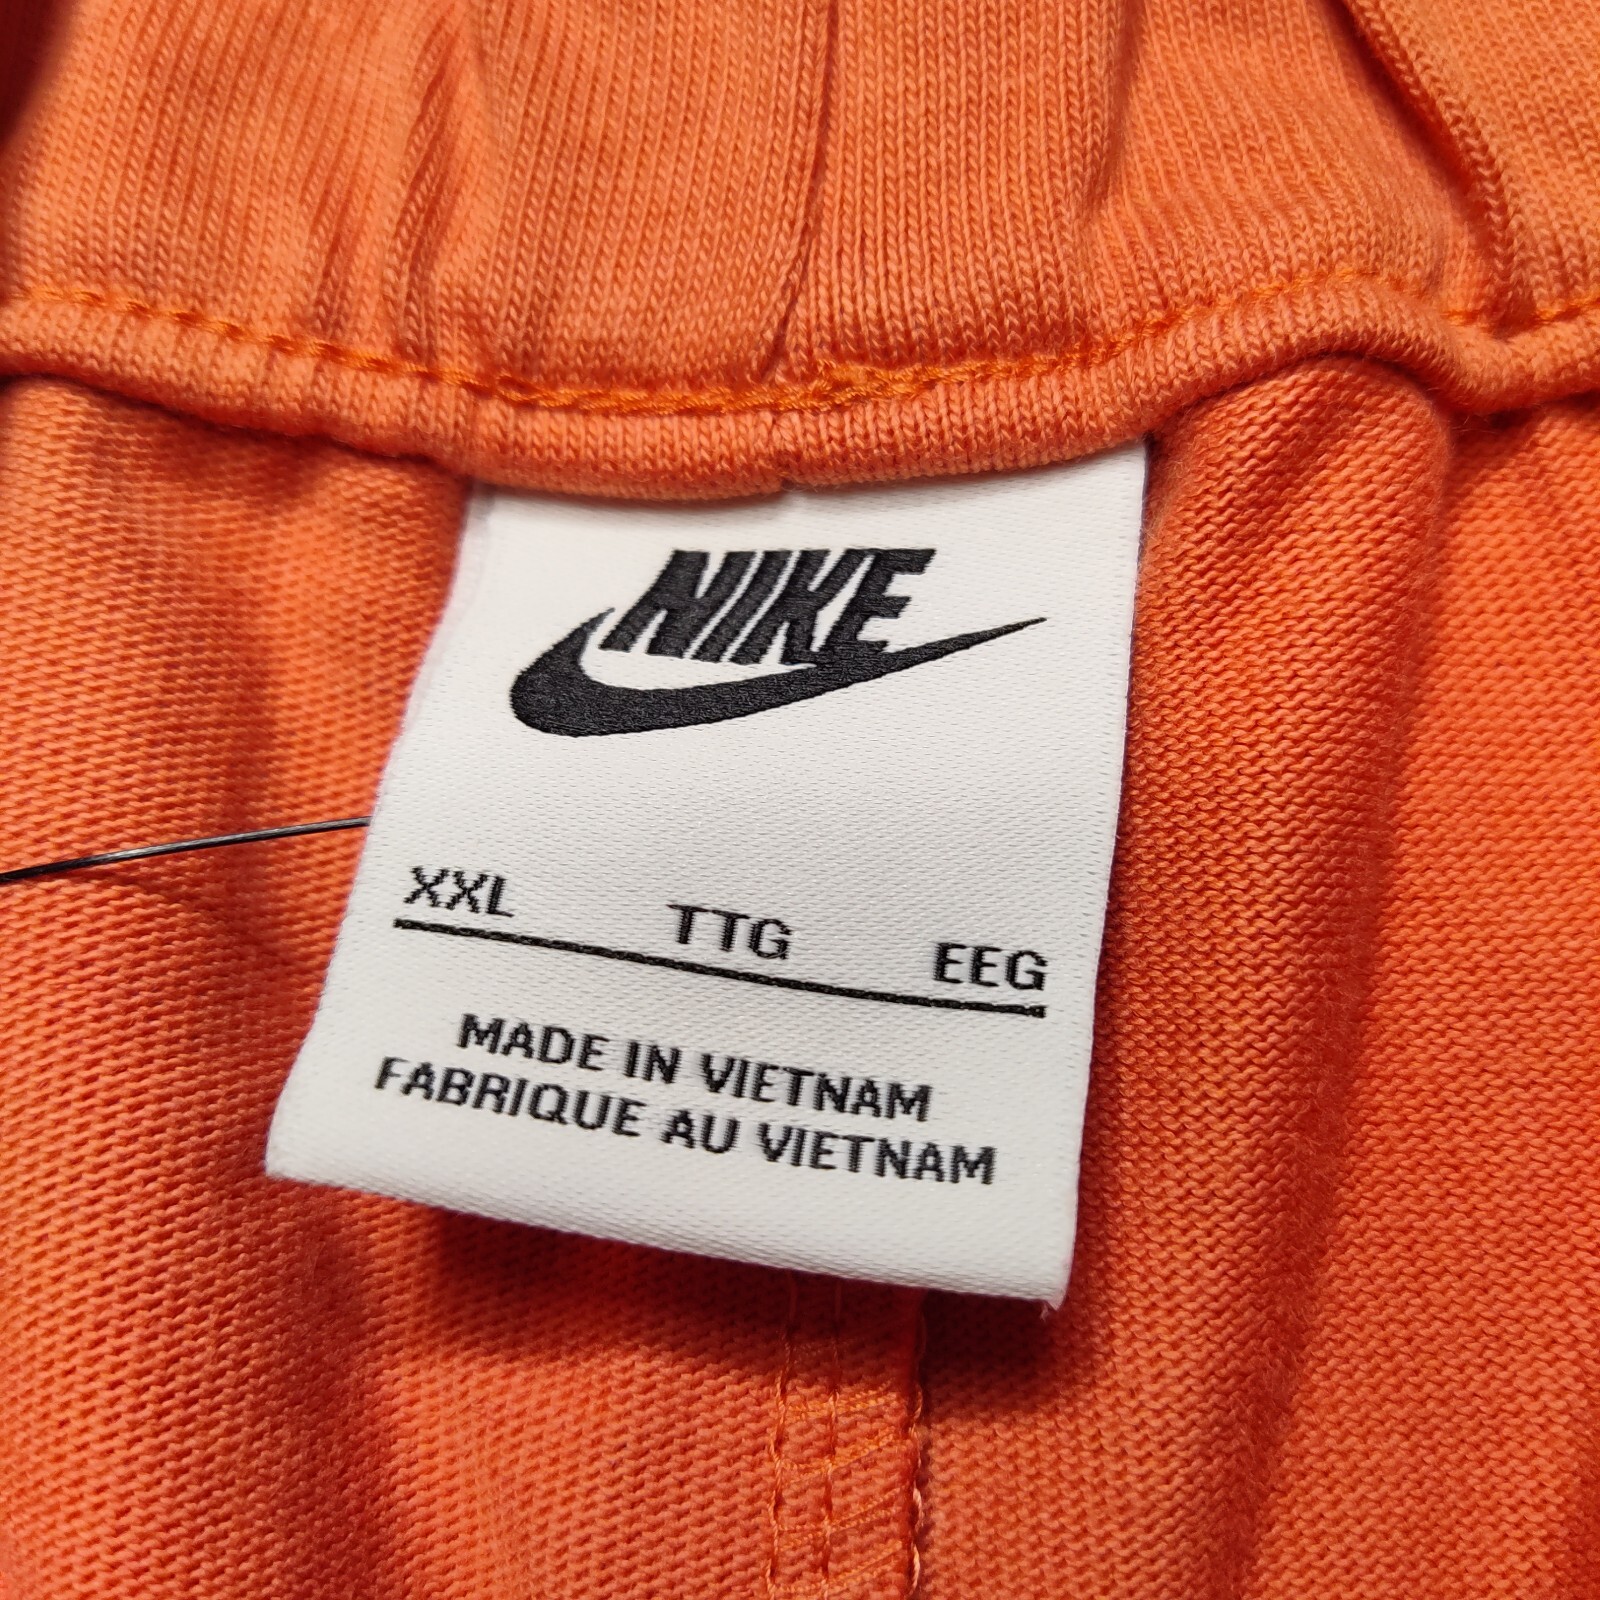 NIKE
XXL TTG EEG
MADE IN VIETNAM
FABRIQUE AU VIETNAM